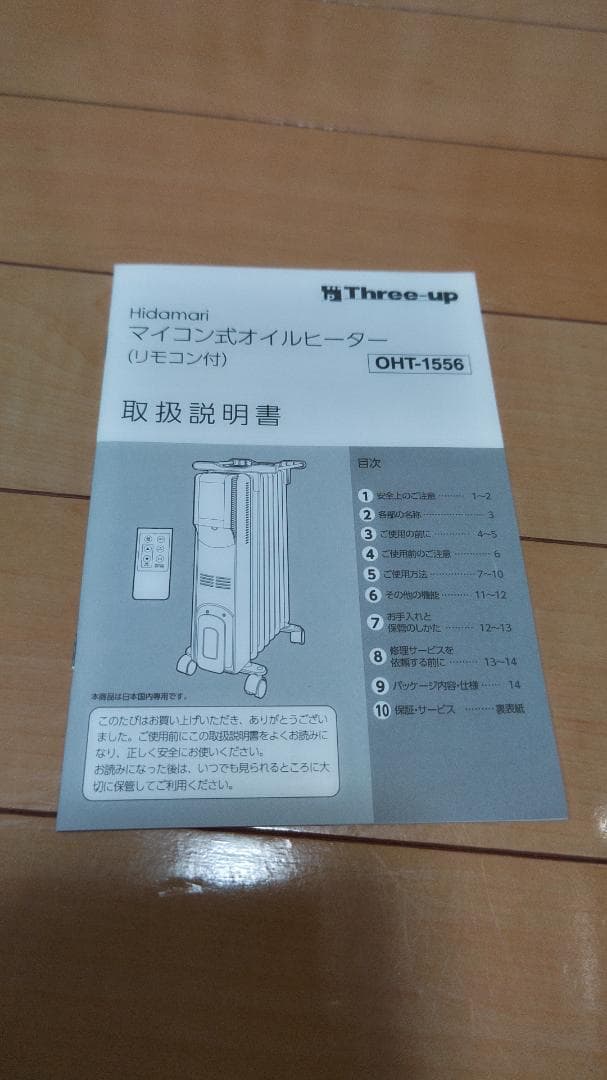 Three-up
Hidamari
マイコン式オイルヒーター
(リモコン付)
OHT-1556
取扱説明書
目次
1 安全上のご注意 ……… 1〜2
2 各部の名称 ………………… 3
3 ご使用の前に ………… 4〜5
4 ご使用前のご注意 ………… 6
5 ご使用方法 …………… 7〜10
6 その他の機能 ……… 11〜12
7 お手入れと
保管のしかた ……… 12〜13
8 修理サービスを
依頼する前に ……… 13〜14
9 パッケージ内容・仕様 …… 14
10 保証・サービス ……… 裏表紙
本商品は日本国内専用です。
このたびはお買い上げいただき、ありがとうござい
ました。ご使用前にこの取扱説明書をよくお読みに
なり、正しく安全にお使いください。
お読みになった後は、いつでも見られるところに大
切に保管してご利用ください。